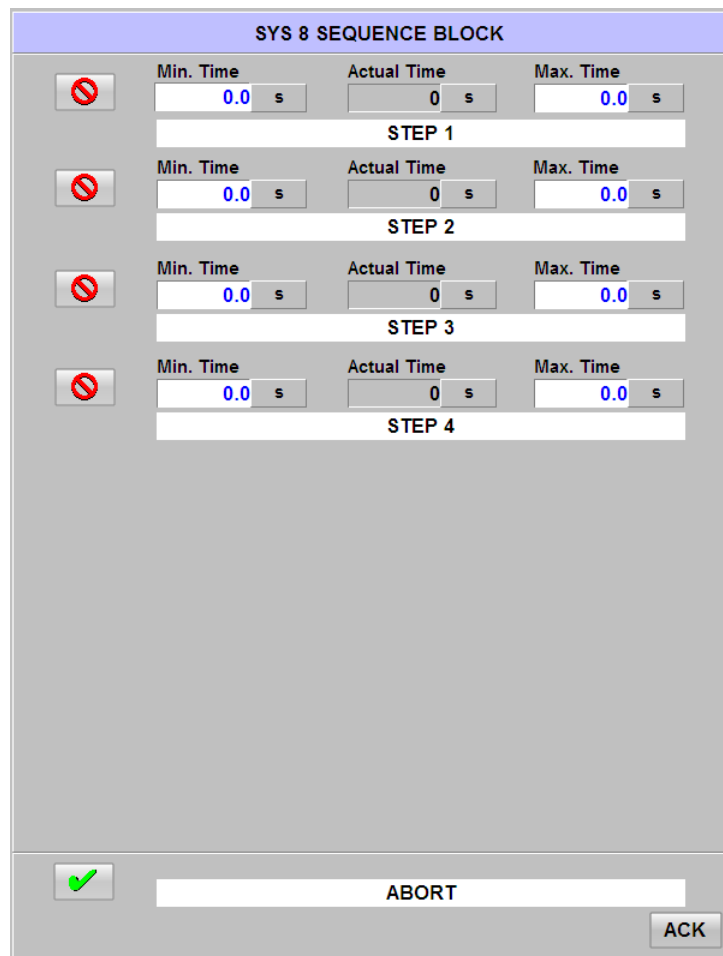 SYS 8 SEQUENCE BLOCK
Min. Time Actual Time Max. Time
0.0 s 0 s 0.0 s
STEP 1
Min. Time Actual Time Max. Time
0.0 s 0 s 0.0 s
STEP 2
Min. Time Actual Time Max. Time
0.0 s 0 s 0.0 s
STEP 3
Min. Time Actual Time Max. Time
0.0 s 0 s 0.0 s
STEP 4
ABORT
ACK